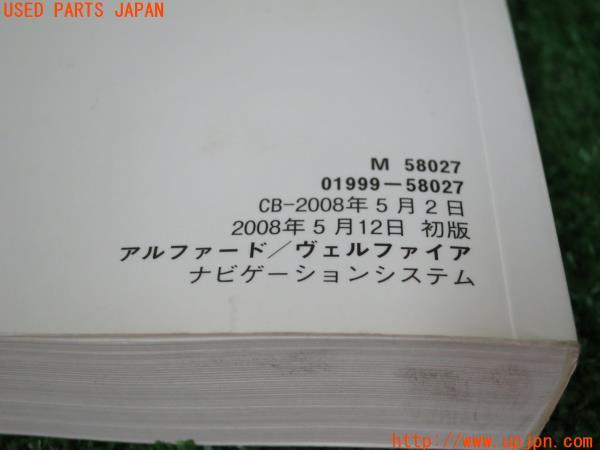 USED PARTS JAPAN
M 58027
01999-58027
CB-2008年5月2日
2008年5月12日 初版
アルファード/ヴェルファイア
ナビゲーションシステム
http://www.upjpn.com/